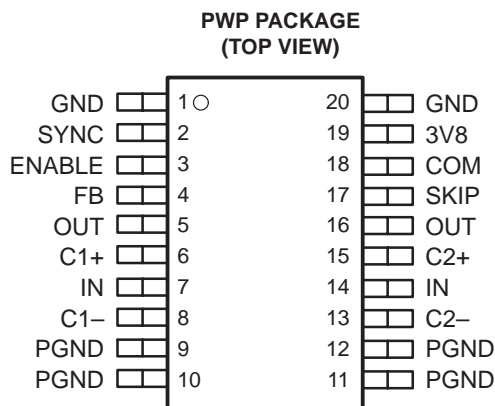 PWP PACKAGE
(TOP VIEW)
GND 1 20 GND
SYNC 2 19 3V8
ENABLE 3 18 COM
FB 4 17 SKIP
OUT 5 16 OUT
C1+ 6 15 C2+
IN 7 14 IN
C1– 8 13 C2–
PGND 9 12 PGND
PGND 10 11 PGND